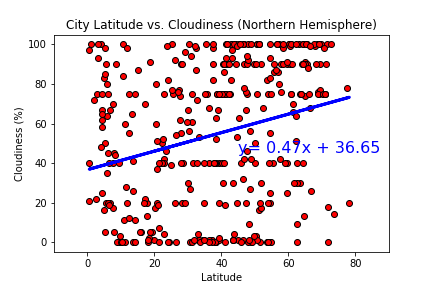 City Latitude vs. Cloudiness (Northern Hemisphere)
Cloudiness (%)
100
80
60
40
20
0
y= 0.47x + 36.65
0
20
40
60
80
Latitude